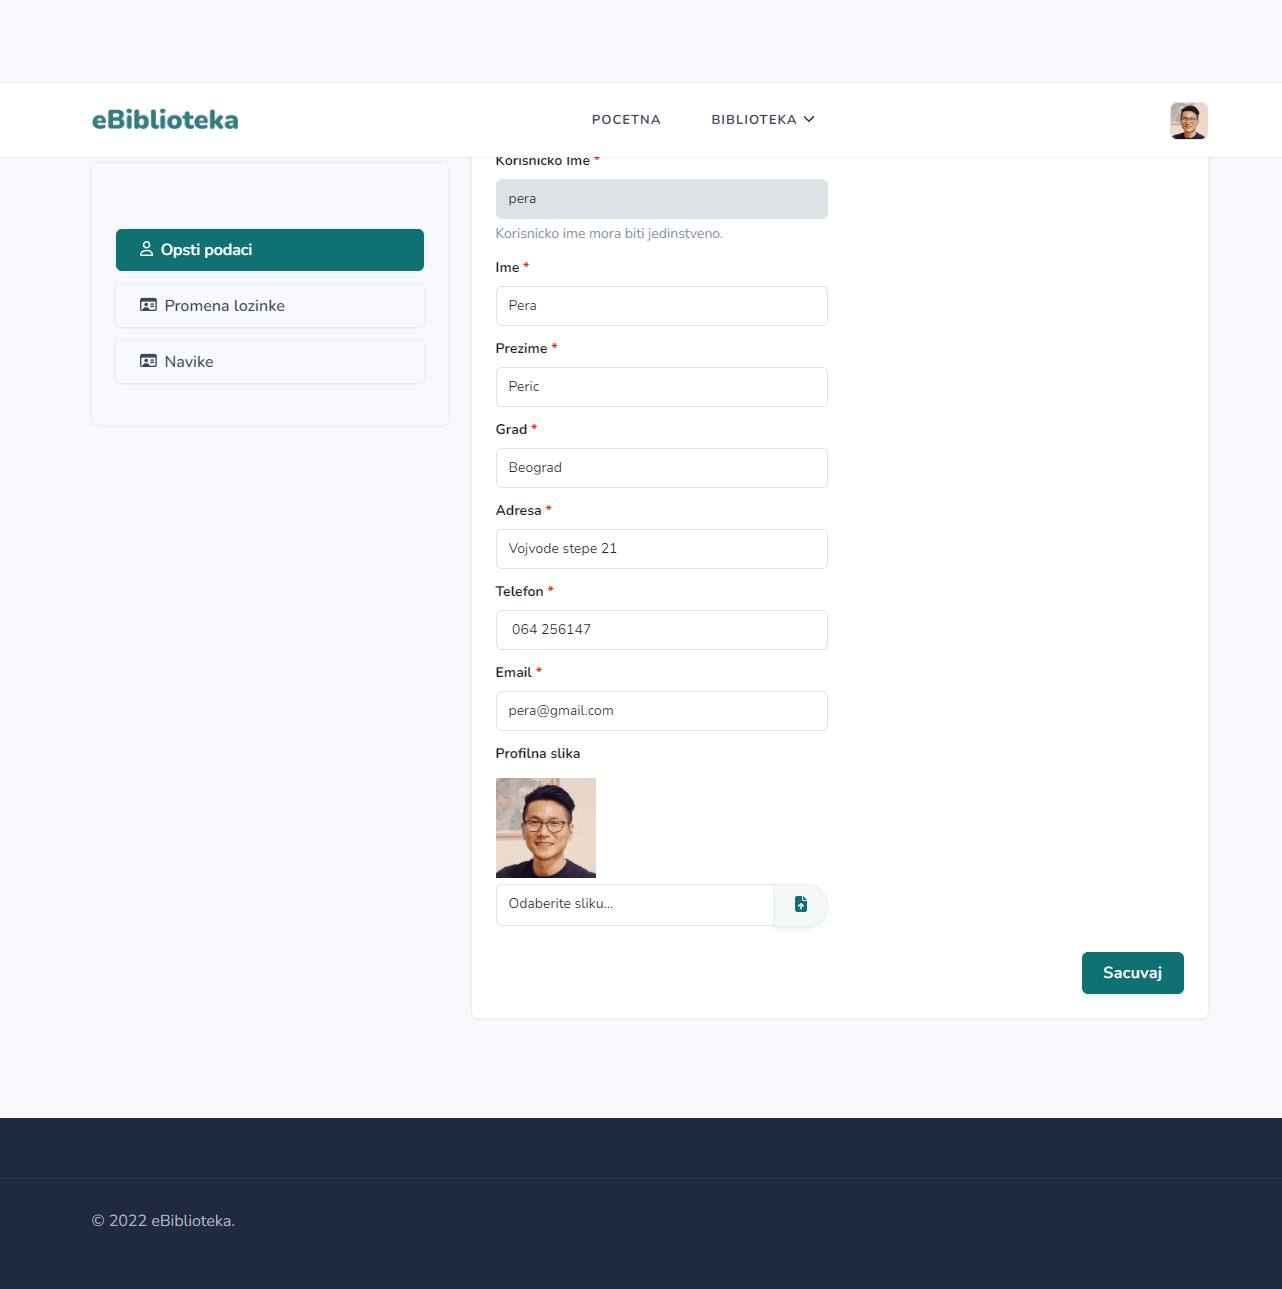 eBiblioteka
POCETNA
BIBLIOTEKA
Korisnicko Ime *
pera
Korisnicko ime mora biti jedinstveno.
Opsti podaci
Promena lozinke
Navike
Ime *
Pera
Prezime *
Peric
Grad *
Beograd
Adresa *
Vojvode stepe 21
Telefon *
064 256147
Email *
pera@gmail.com
Profilna slika
Odaberite sliku...
Sacuvaj
© 2022 eBiblioteka.